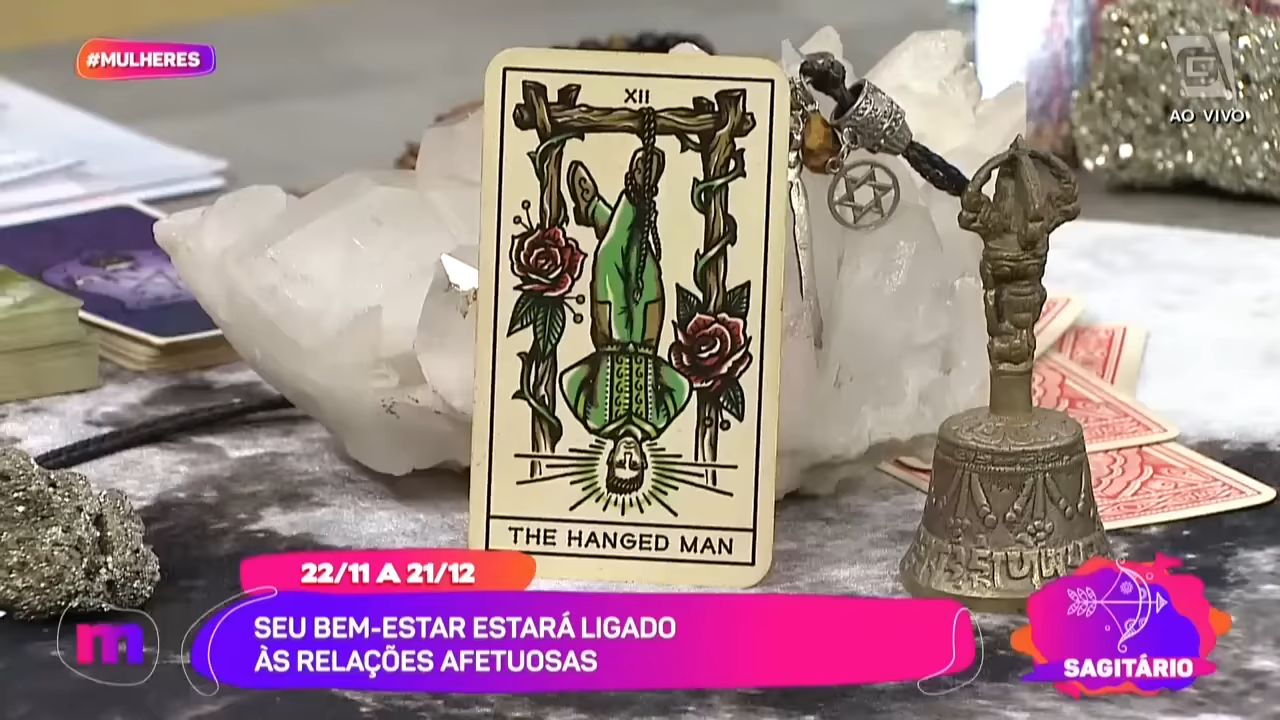 #MULHERES
AO VIVO
XII
THE HANGED MAN
22/11 A 21/12
SEU BEM-ESTAR ESTARÁ LIGADO
ÀS RELAÇÕES AFETUOSAS
m
SAGITÁRIO